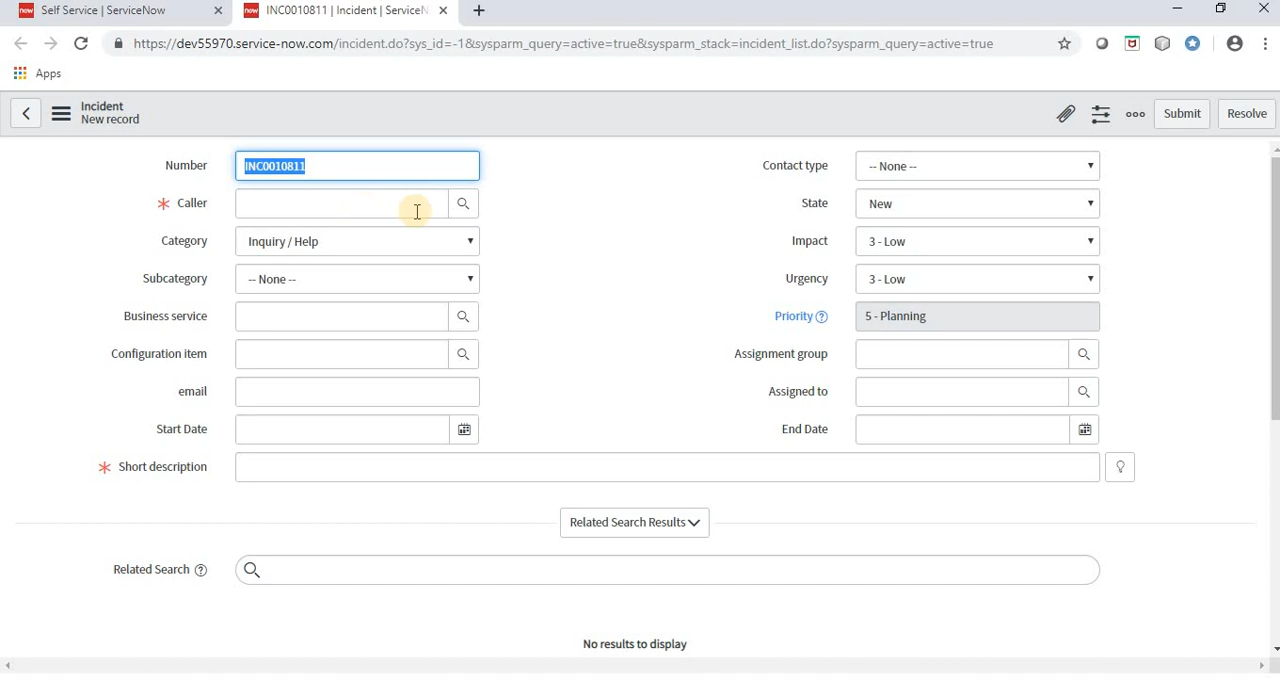 now Self Service | ServiceNow
now INC0010811 | Incident | ServiceN
https://dev55970.service-now.com/incident.do?sys_id=-1&sysparm_query=active=true&sysparm_stack=incident_list.do?sysparm_query=active=true
Apps
Incident
New record
Submit
Resolve
Number INC0010811
Contact type -- None --
Caller
State New
Category Inquiry / Help
Impact 3 - Low
Subcategory -- None --
Urgency 3 - Low
Business service
Priority 5 - Planning
Configuration item
Assignment group
email
Assigned to
Start Date
End Date
Short description
Related Search Results
Related Search
No results to display